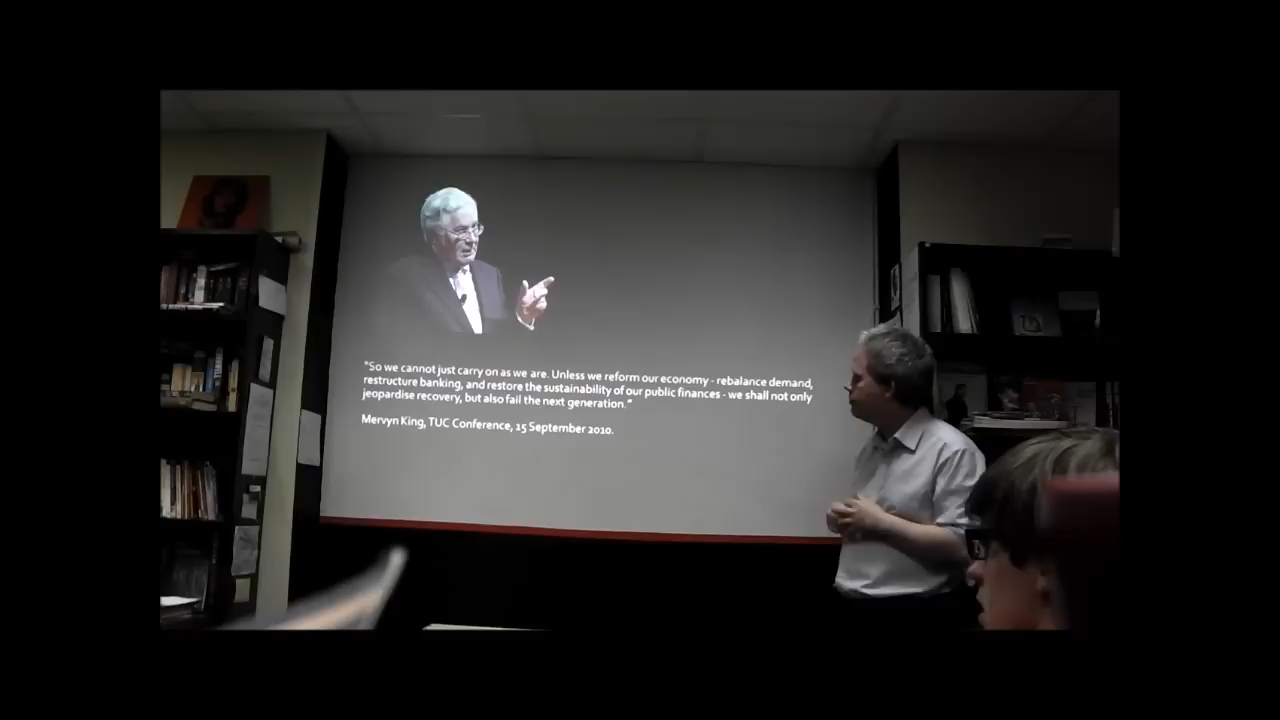 "So we cannot just carry on as we are. Unless we reform our economy - rebalance demand,
restructure banking, and restore the sustainability of our public finances - we shall not only
jeopardise recovery, but also fail the next generation."
Mervyn King, TUC Conference, 15 September 2010.